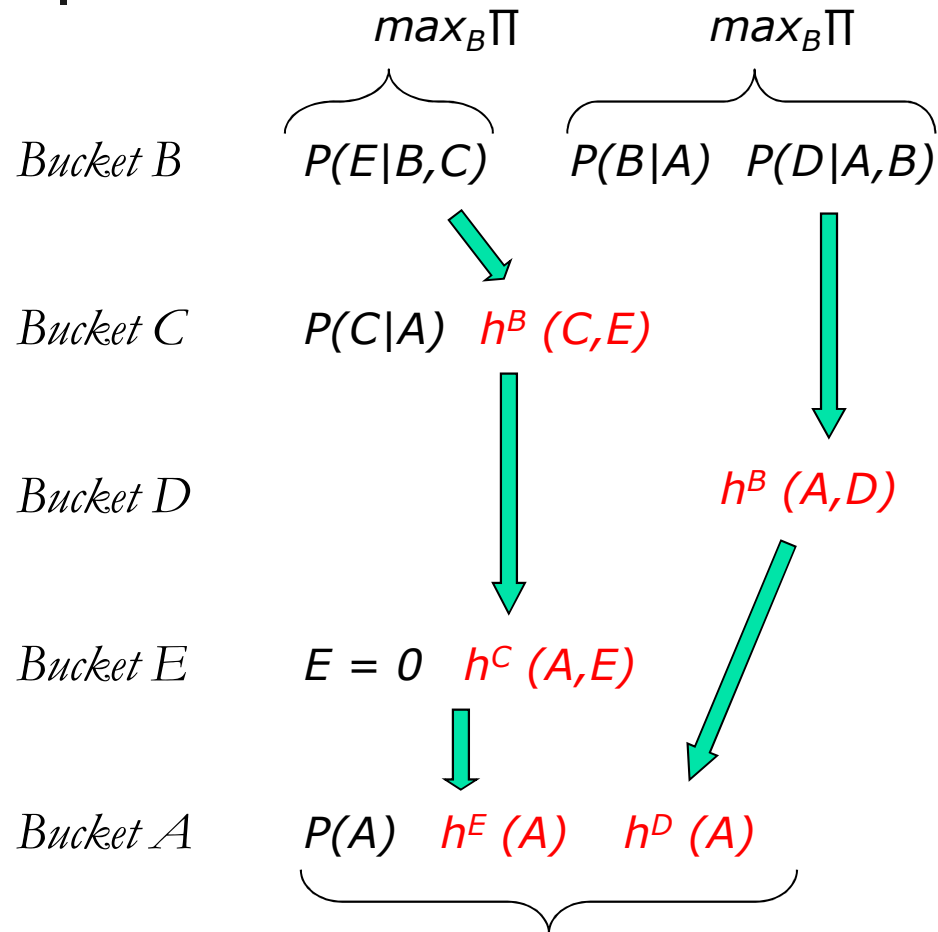 max_B∏ max_B∏
Bucket B P(E|B,C) P(B|A) P(D|A,B)
Bucket C P(C|A) h^B (C,E)
Bucket D h^B (A,D)
Bucket E E = 0 h^C (A,E)
Bucket A P(A) h^E (A) h^D (A)